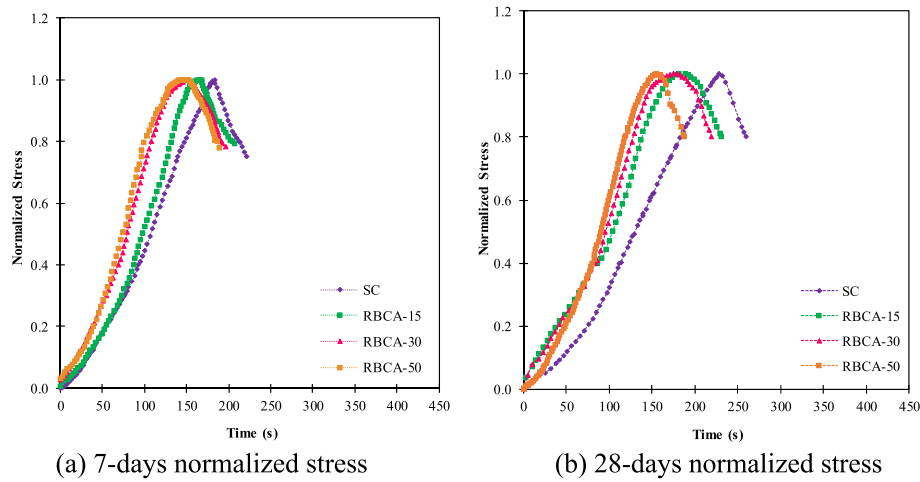 1.2
1.0
0.8
0.6
0.4
0.2
0.0
Normalized Stress
SC
RBCA-15
RBCA-30
RBCA-50
0 50 100 150 200 250 300 350 400 450
Time (s)
(a) 7-days normalized stress
1.2
1.0
0.8
0.6
0.4
0.2
0.0
Normalized Stress
SC
RBCA-15
RBCA-30
RBCA-50
0 50 100 150 200 250 300 350 400 450
Time (s)
(b) 28-days normalized stress